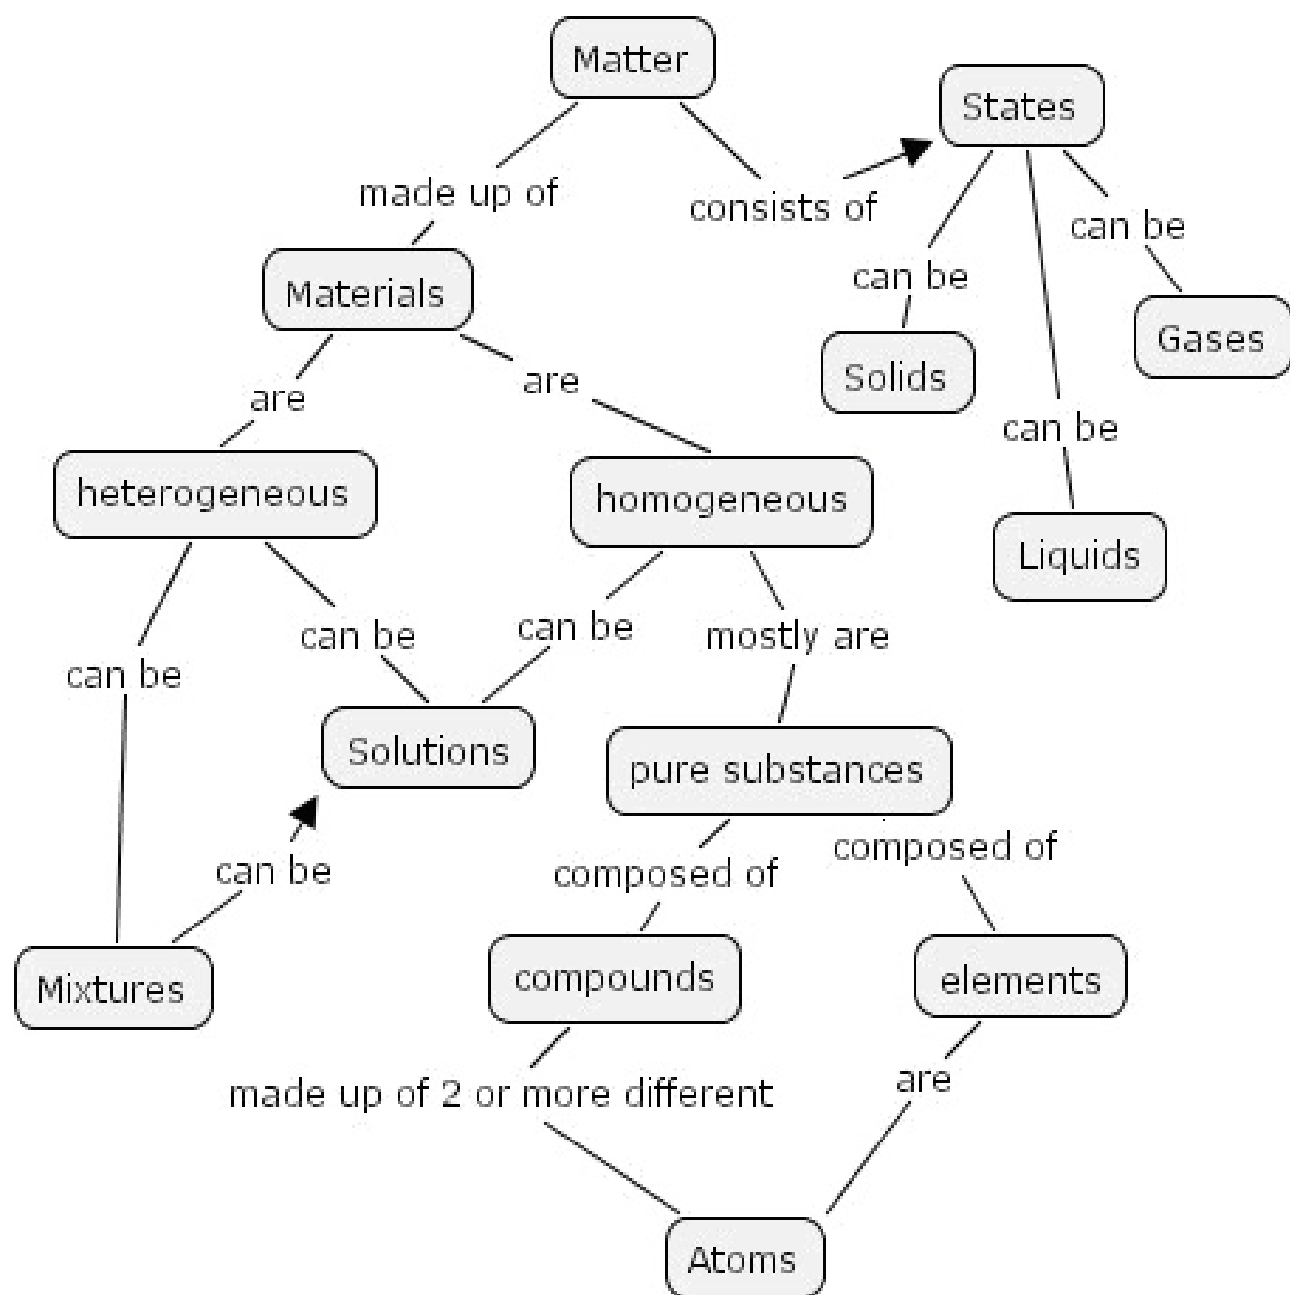 Matter
States
made up of
consists of
can be
can be
Materials
Gases
Solids
are
are
can be
heterogeneous
homogeneous
Liquids
can be
can be
mostly are
can be
Solutions
pure substances
composed of
composed of
can be
Mixtures
compounds
elements
made up of 2 or more different
are
Atoms